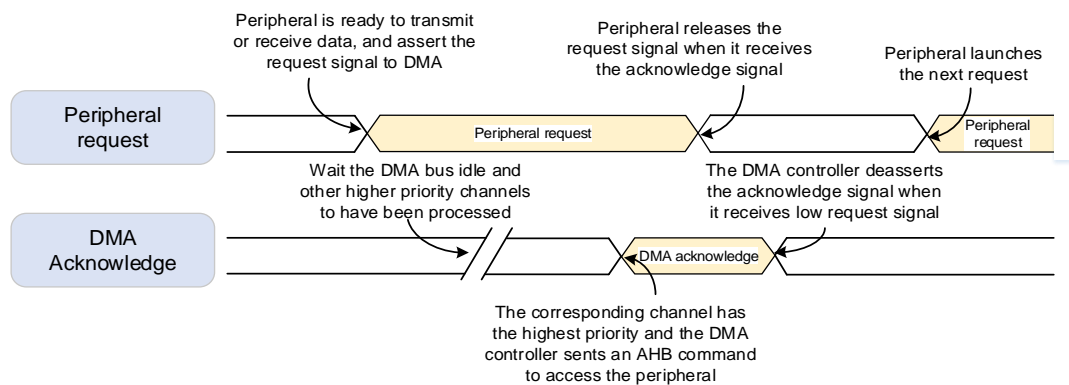 Peripheral is ready to transmit
or receive data, and assert the
request signal to DMA
Peripheral releases the
request signal when it receives
the acknowledge signal
Peripheral launches
the next request
Peripheral
request
Peripheral request
Peripheral
request
Wait the DMA bus idle and
other higher priority channels
to have been processed
The DMA controller deasserts
the acknowledge signal when
it receives low request signal
DMA
Acknowledge
DMA acknowledge
The corresponding channel has
the highest priority and the DMA
controller sents an AHB command
to access the peripheral